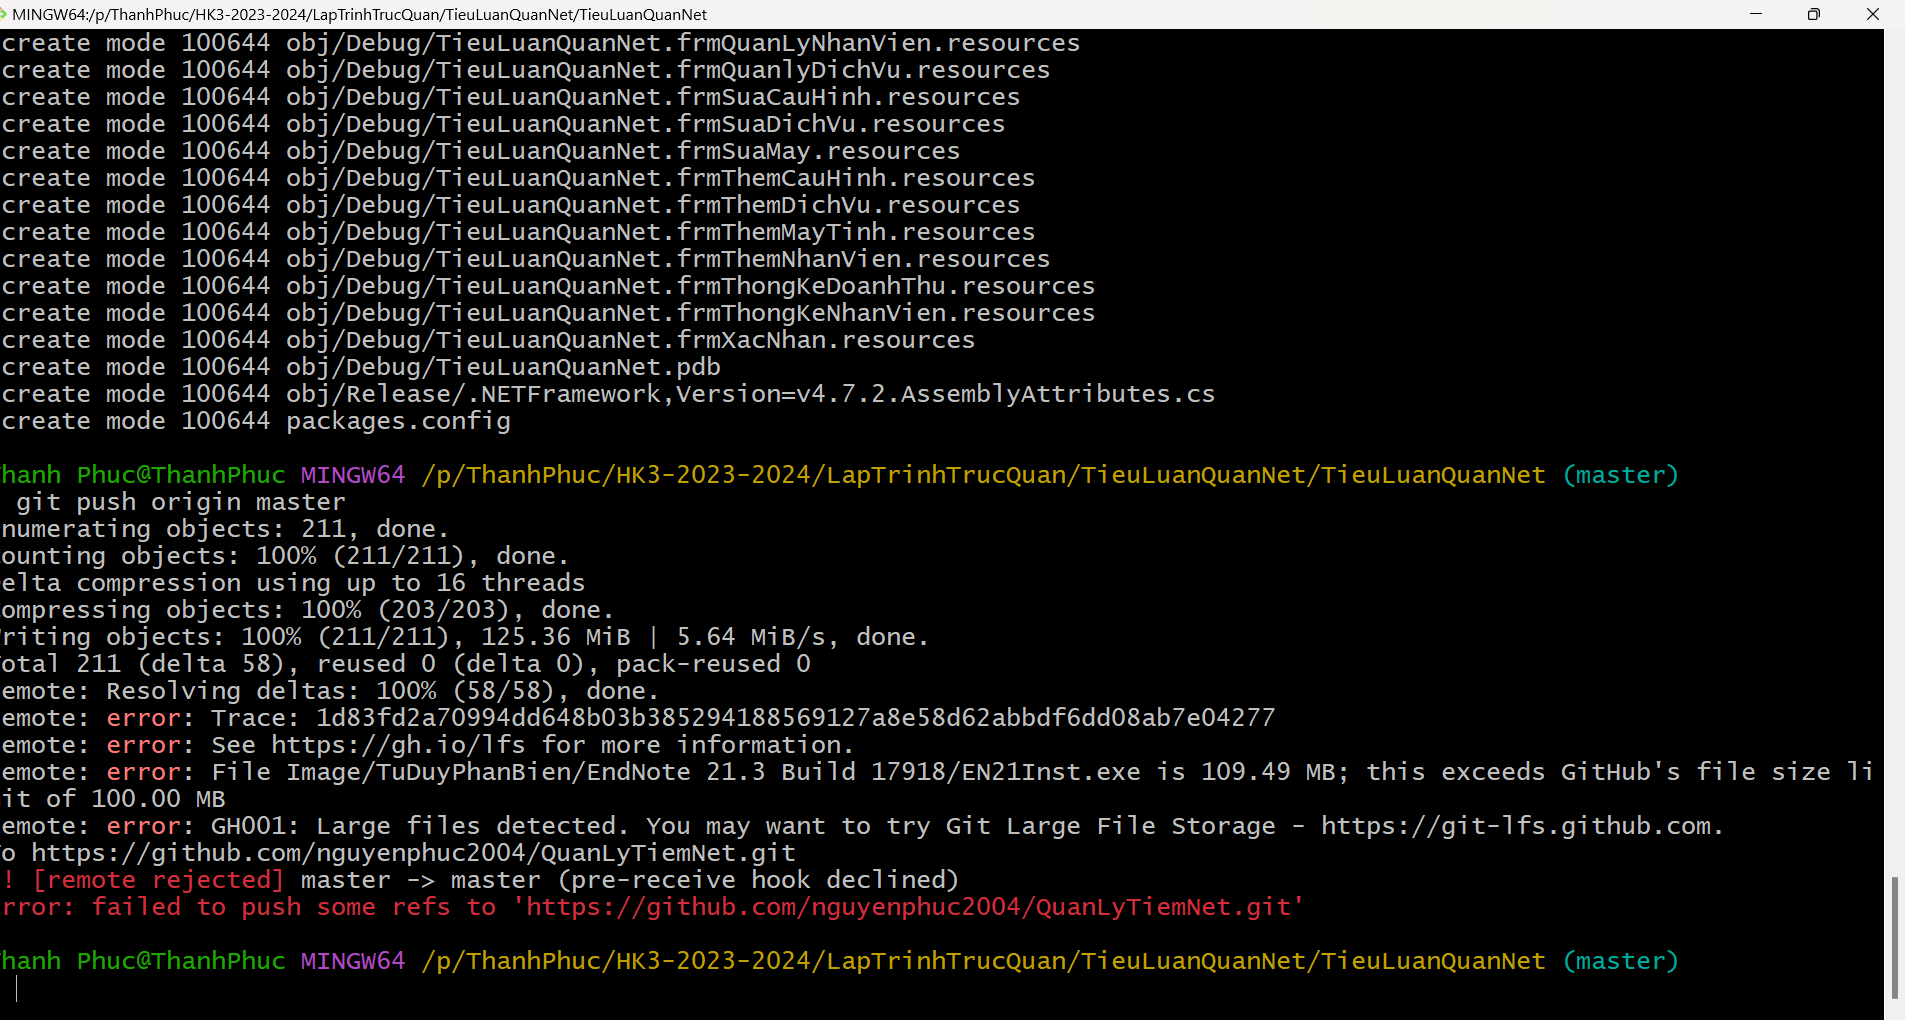 MINGW64:/p/ThanhPhuc/HK3-2023-2024/LapTrinhTrucQuan/TieuLuanQuanNet/TieuLuanQuanNet
create mode 100644 obj/Debug/TieuLuanQuanNet.frmQuanLyNhanVien.resources
create mode 100644 obj/Debug/TieuLuanQuanNet.frmQuanlyDichVu.resources
create mode 100644 obj/Debug/TieuLuanQuanNet.frmSuaCauHinh.resources
create mode 100644 obj/Debug/TieuLuanQuanNet.frmSuaDichVu.resources
create mode 100644 obj/Debug/TieuLuanQuanNet.frmSuaMay.resources
create mode 100644 obj/Debug/TieuLuanQuanNet.frmThemCauHinh.resources
create mode 100644 obj/Debug/TieuLuanQuanNet.frmThemDichVu.resources
create mode 100644 obj/Debug/TieuLuanQuanNet.frmThemMayTinh.resources
create mode 100644 obj/Debug/TieuLuanQuanNet.frmThemNhanVien.resources
create mode 100644 obj/Debug/TieuLuanQuanNet.frmThongKeDoanhThu.resources
create mode 100644 obj/Debug/TieuLuanQuanNet.frmThongKeNhanVien.resources
create mode 100644 obj/Debug/TieuLuanQuanNet.frmXacNhan.resources
create mode 100644 obj/Debug/TieuLuanQuanNet.pdb
create mode 100644 obj/Release/.NETFramework,Version=v4.7.2.AssemblyAttributes.cs
create mode 100644 packages.config
hanh Phuc@ThanhPhuc MINGW64 /p/ThanhPhuc/HK3-2023-2024/LapTrinhTrucQuan/TieuLuanQuanNet/TieuLuanQuanNet (master)
git push origin master
numerating objects: 211, done.
ounting objects: 100% (211/211), done.
elta compression using up to 16 threads
ompressing objects: 100% (203/203), done.
riting objects: 100% (211/211), 125.36 MiB | 5.64 MiB/s, done.
otal 211 (delta 58), reused 0 (delta 0), pack-reused 0
emote: Resolving deltas: 100% (58/58), done.
emote: error: Trace: 1d83fd2a70994dd648b03b385294188569127a8e58d62abbdf6dd08ab7e04277
emote: error: See https://gh.io/lfs for more information.
emote: error: File Image/TuDuyPhanBien/EndNote 21.3 Build 17918/EN21Inst.exe is 109.49 MB; this exceeds GitHub's file size li
it of 100.00 MB
emote: error: GH001: Large files detected. You may want to try Git Large File Storage - https://git-lfs.github.com.
o https://github.com/nguyenphuc2004/QuanLyTiemNet.git
! [remote rejected] master -> master (pre-receive hook declined)
rror: failed to push some refs to 'https://github.com/nguyenphuc2004/QuanLyTiemNet.git'
hanh Phuc@ThanhPhuc MINGW64 /p/ThanhPhuc/HK3-2023-2024/LapTrinhTrucQuan/TieuLuanQuanNet/TieuLuanQuanNet (master)